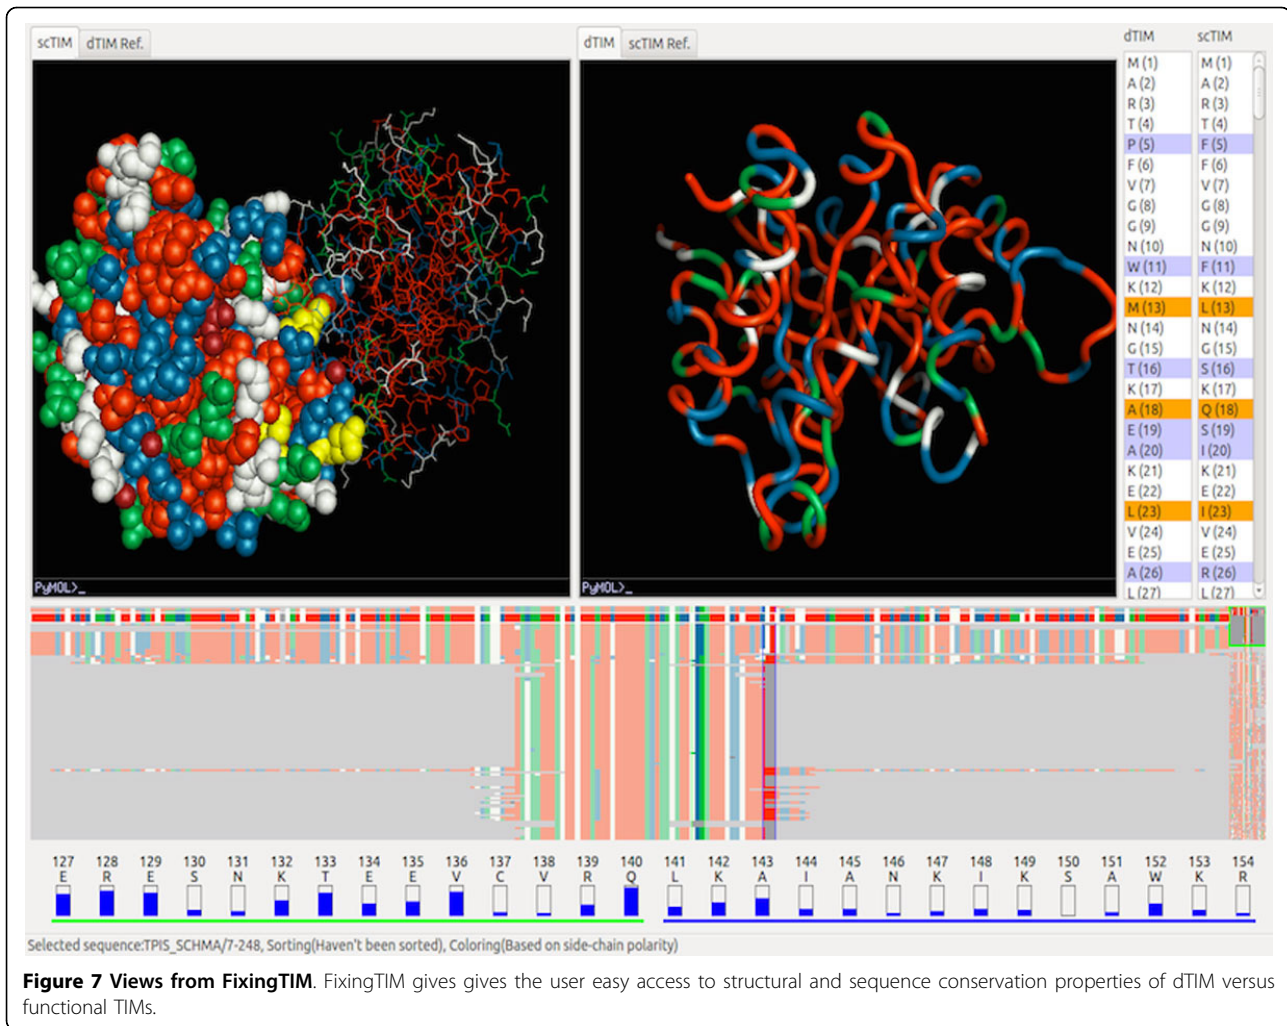 scTIM dTIM Ref.
dTIM scTIM Ref.
dTIM scTIM
M (1) M (1)
A (2) A (2)
R (3) R (3)
T (4) T (4)
P (5) F (5)
F (6) F (6)
V (7) V (7)
G (8) G (8)
G (9) G (9)
N (10) N (10)
W (11) F (11)
K (12) K (12)
M (13) L (13)
N (14) N (14)
G (15) G (15)
T (16) S (16)
K (17) K (17)
A (18) Q (18)
E (19) S (19)
A (20) I (20)
K (21) K (21)
E (22) E (22)
L (23) I (23)
V (24) V (24)
E (25) E (25)
A (26) R (26)
L (27) L (27)
PyMOL>_ PyMOL>_
127 128 129 130 131 132 133 134 135 136 137 138 139 140 141 142 143 144 145 146 147 148 149 150 151 152 153 154
E R E S N K T E E V C V R Q L K A I A N K I K S A W K R
Selected sequence:TPIS_SCHMA/7-248, Sorting(Haven't been sorted), Coloring(Based on side-chain polarity)
Figure 7 Views from FixingTIM. FixingTIM gives gives the user easy access to structural and sequence conservation properties of dTIM versus
functional TIMs.